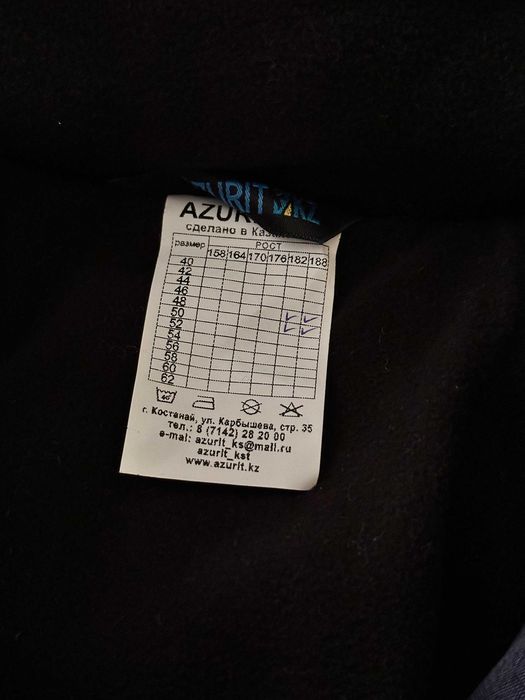 AZURIT.KZ
AZUR
сделано в Каза
размер РОСТ
158 164 170 176 182 188
40
42
44
46
48
50 ✓ ✓
52 ✓ ✓
54
56
58
60
62
40°
г. Костанай, ул. Карбышева, стр. 35
тел.: 8 (7142) 28 20 00
e-mail: azurit_ks@mail.ru
azurit_kst
www.azurit.kz